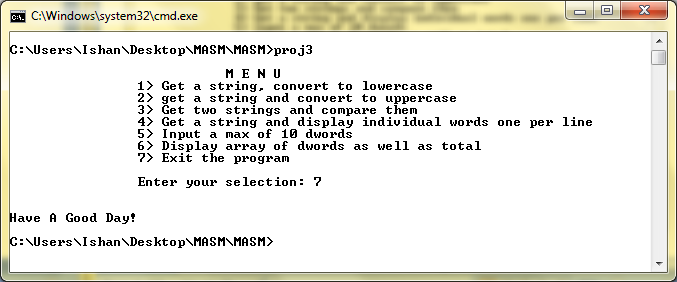 C:\Windows\system32\cmd.exe
C:\Users\Ishan\Desktop\MASM\MASM>proj3
M E N U
1> Get a string, convert to lowercase
2> get a string and convert to uppercase
3> Get two strings and compare them
4> Get a string and display individual words one per line
5> Input a max of 10 dwords
6> Display array of dwords as well as total
7> Exit the program
Enter your selection: 7
Have A Good Day!
C:\Users\Ishan\Desktop\MASM\MASM>